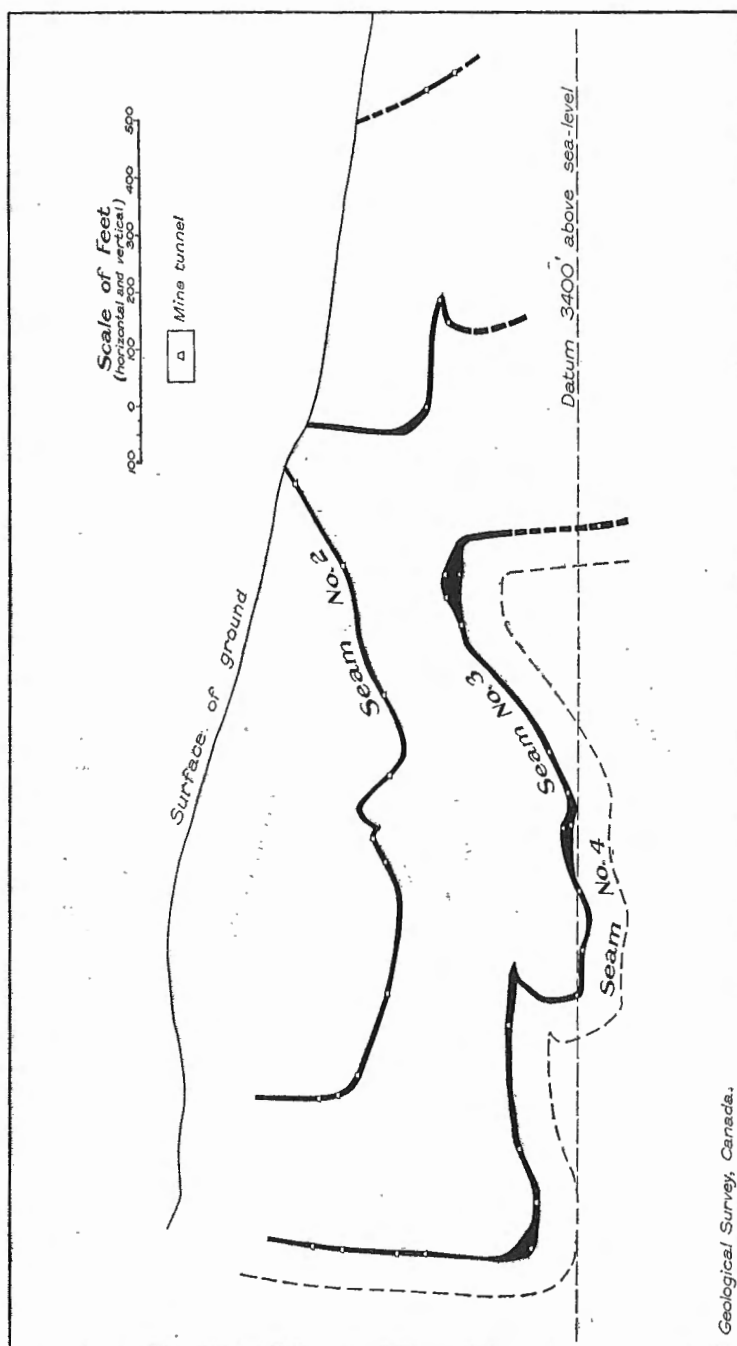 Scale of Feet
(horizontal and vertical)
100 0 100 200 300 400 500
Mine tunnel
Surface of ground
Seam No. 2
Seam No. 3
Seam No. 4
Datum 3400' above sea-level
Geological Survey, Canada.